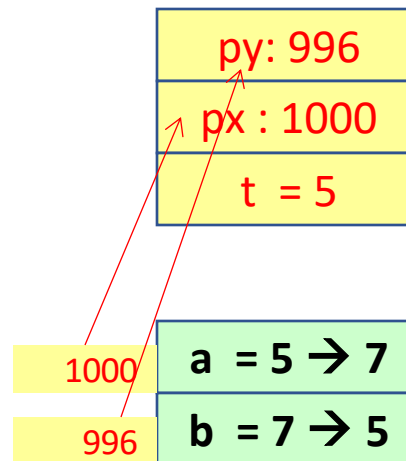 py: 996
px : 1000
t = 5
1000 a = 5 → 7
996 b = 7 → 5